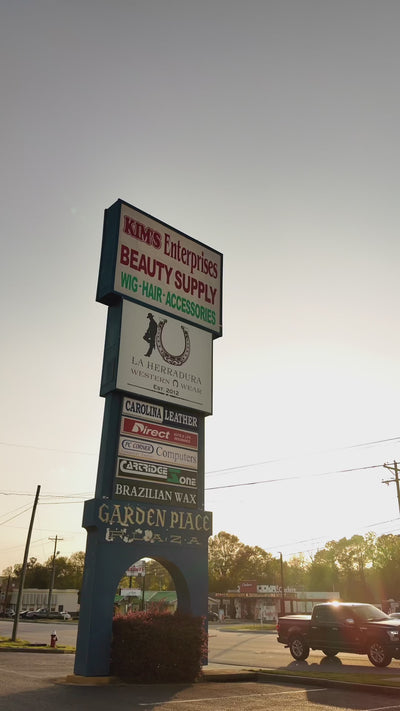 KIM'S Enterprises
BEAUTY SUPPLY
WIG-HAIR-ACCESSORIES
LA HERRADURA
WESTERN WEAR
EST. 2012
CAROLINA LEATHER
Direct
PC CORNER Computers
CARTRIDGE ONE
BRAZILIAN WAX
GARDEN PLACE